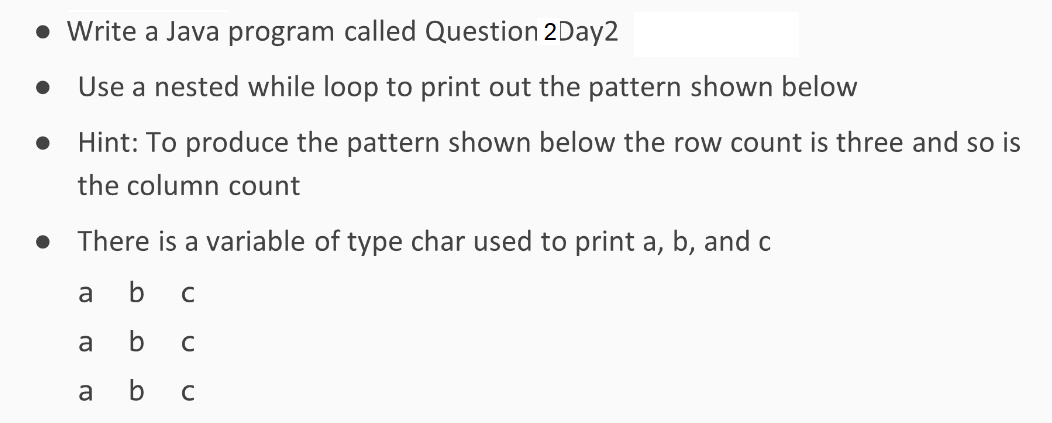 • Write a Java program called Question 2Day2
• Use a nested while loop to print out the pattern shown below
• Hint: To produce the pattern shown below the row count is three and so is
the column count
• There is a variable of type char used to print a, b, and c
a b c
a b c
a b c